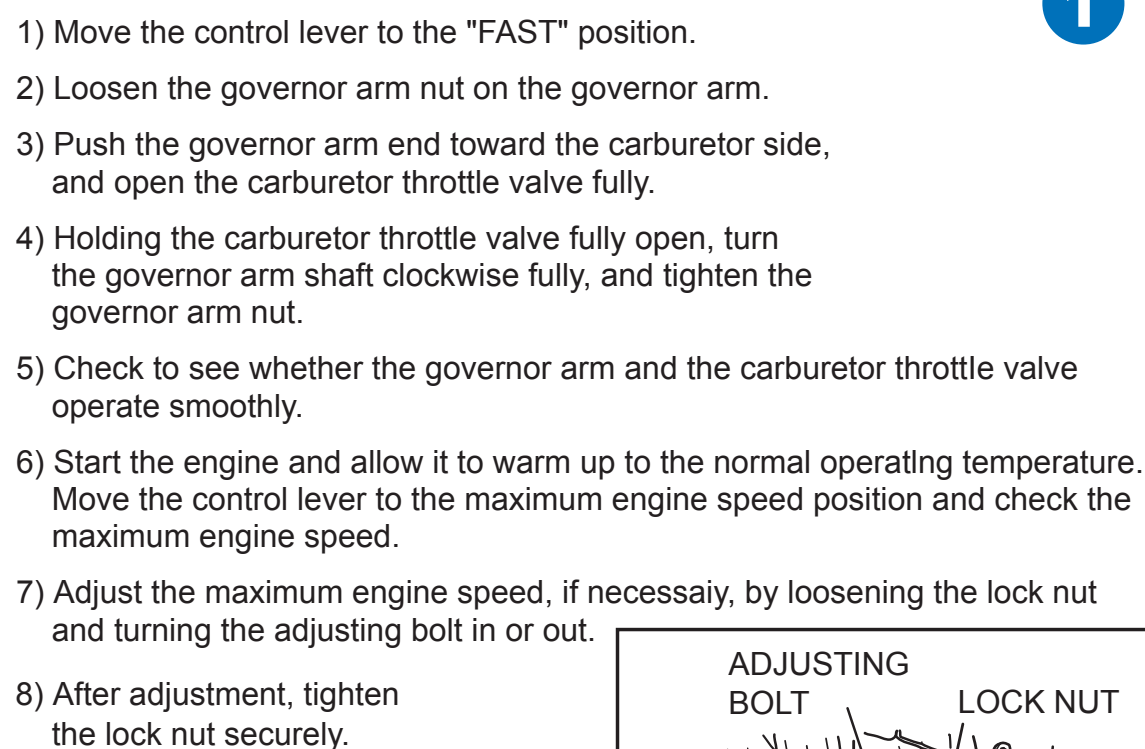 1
1) Move the control lever to the "FAST" position.
2) Loosen the governor arm nut on the governor arm.
3) Push the governor arm end toward the carburetor side,
and open the carburetor throttle valve fully.
4) Holding the carburetor throttle valve fully open, turn
the governor arm shaft clockwise fully, and tighten the
governor arm nut.
5) Check to see whether the governor arm and the carburetor throttle valve
operate smoothly.
6) Start the engine and allow it to warm up to the normal operatlng temperature.
Move the control lever to the maximum engine speed position and check the
maximum engine speed.
7) Adjust the maximum engine speed, if necessaiy, by loosening the lock nut
and turning the adjusting bolt in or out.
8) After adjustment, tighten
the lock nut securely.
ADJUSTING
BOLT
LOCK NUT